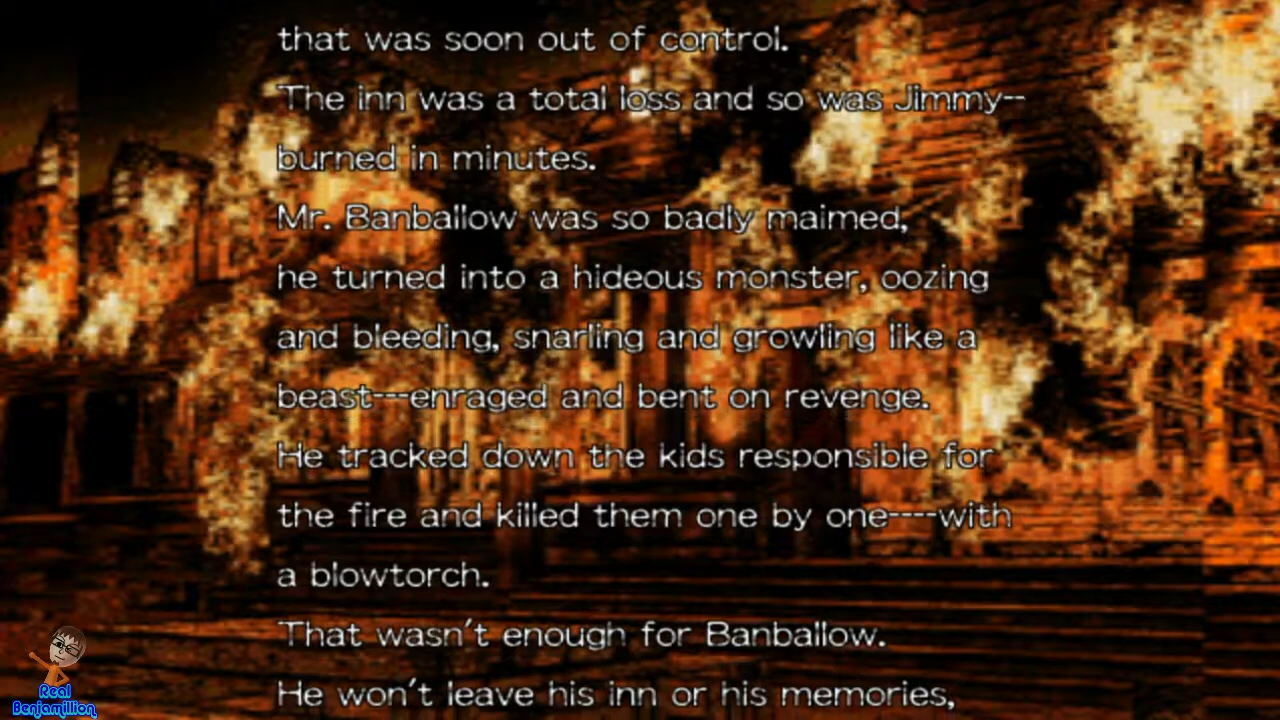 that was soon out of control.
The inn was a total loss and so was Jimmy--
burned in minutes.
Mr. Banballow was so badly maimed,
he turned into a hideous monster, oozing
and bleeding, snarling and growling like a
beast---enraged and bent on revenge.
He tracked down the kids responsible for
the fire and killed them one by one----with
a blowtorch.
That wasn't enough for Banballow.
He won't leave his inn or his memories,
Real
Benjamillion